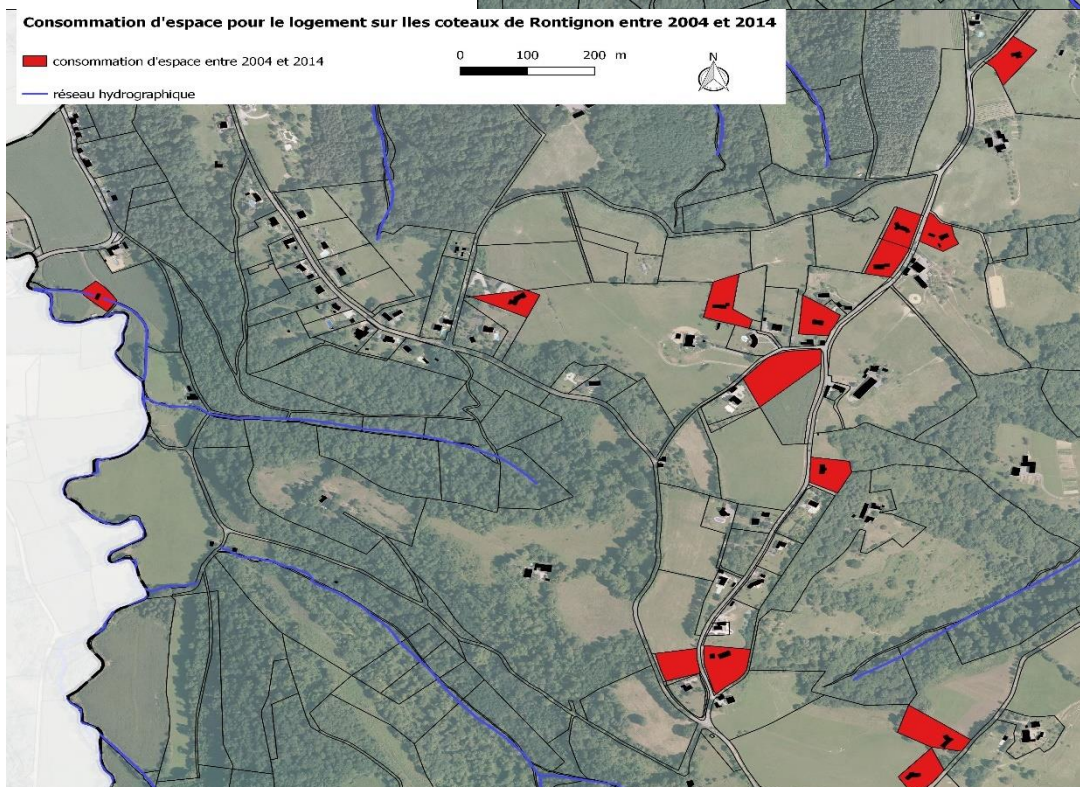 Consommation d'espace pour le logement sur lles coteaux de Rontignon entre 2004 et 2014
consommation d'espace entre 2004 et 2014
0 100 200 m
N
réseau hydrographique